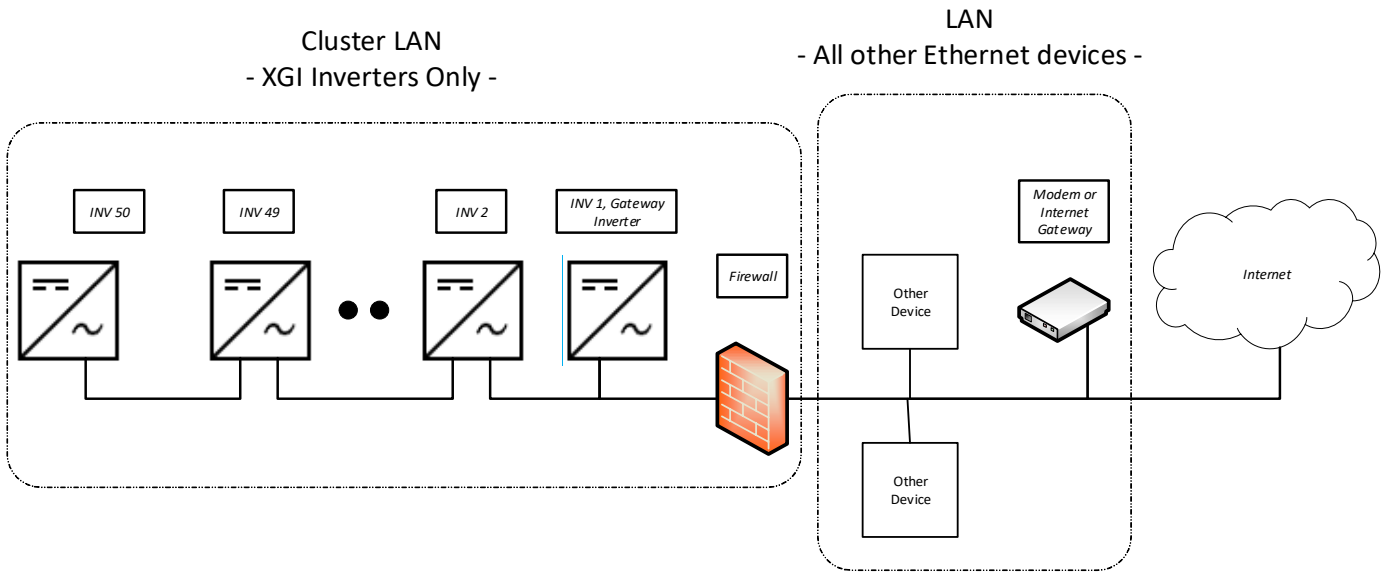 Cluster LAN
- XGI Inverters Only -
LAN
- All other Ethernet devices -
INV 50
INV 49
INV 2
INV 1, Gateway
Inverter
Firewall
Modem or
Internet
Gateway
Other
Device
Internet
Other
Device